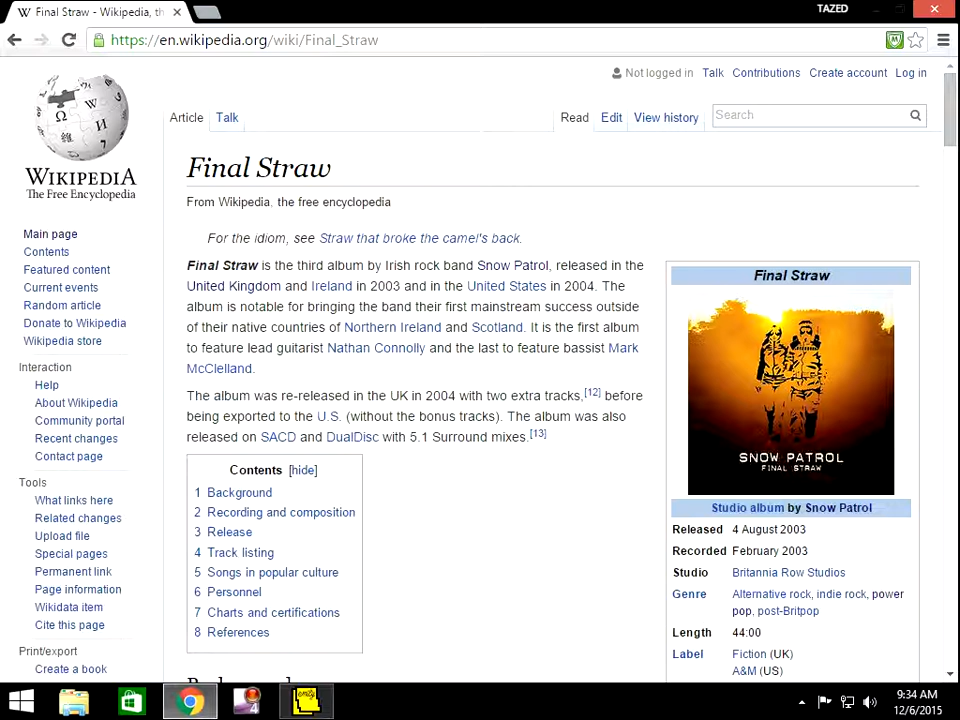 Final Straw - Wikipedia, th
TAZED
https://en.wikipedia.org/wiki/Final_Straw
Not logged in Talk Contributions Create account Log in
Article Talk Read Edit View history Search
WIKIPEDIA
The Free Encyclopedia
Main page
Contents
Featured content
Current events
Random article
Donate to Wikipedia
Wikipedia store
Interaction
Help
About Wikipedia
Community portal
Recent changes
Contact page
Tools
What links here
Related changes
Upload file
Special pages
Permanent link
Page information
Wikidata item
Cite this page
Print/export
Create a book
Final Straw
From Wikipedia, the free encyclopedia
For the idiom, see Straw that broke the camel's back.
Final Straw is the third album by Irish rock band Snow Patrol, released in the
United Kingdom and Ireland in 2003 and in the United States in 2004. The
album is notable for bringing the band their first mainstream success outside
of their native countries of Northern Ireland and Scotland. It is the first album
to feature lead guitarist Nathan Connolly and the last to feature bassist Mark
McClelland.
The album was re-released in the UK in 2004 with two extra tracks,[12] before
being exported to the U.S. (without the bonus tracks). The album was also
released on SACD and DualDisc with 5.1 Surround mixes.[13]
Contents [hide]
1 Background
2 Recording and composition
3 Release
4 Track listing
5 Songs in popular culture
6 Personnel
7 Charts and certifications
8 References
Final Straw
SNOW PATROL
FINAL STRAW
Studio album by Snow Patrol
Released 4 August 2003
Recorded February 2003
Studio Britannia Row Studios
Genre Alternative rock, indie rock, power
pop, post-Britpop
Length 44:00
Label Fiction (UK)
A&M (US)
9:34 AM
12/6/2015